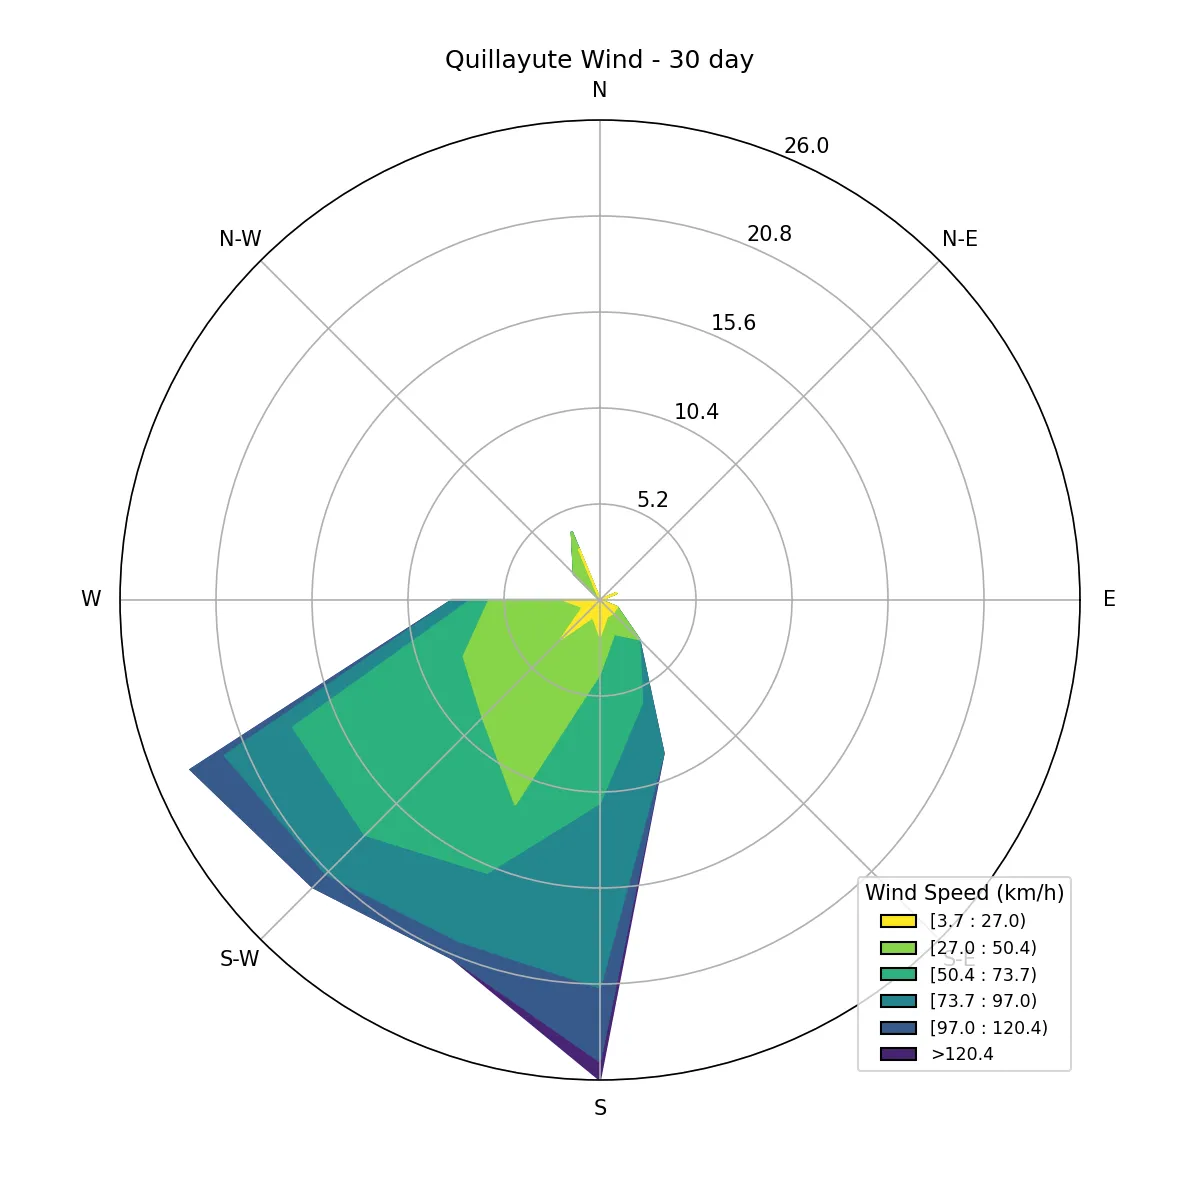 Quillayute Wind - 30 day
N
26.0
N-W
N-E
20.8
15.6
10.4
5.2
W
E
S-W
S-E
S
Wind Speed (km/h)
[3.7 : 27.0)
[27.0 : 50.4)
[50.4 : 73.7)
[73.7 : 97.0)
[97.0 : 120.4)
>120.4